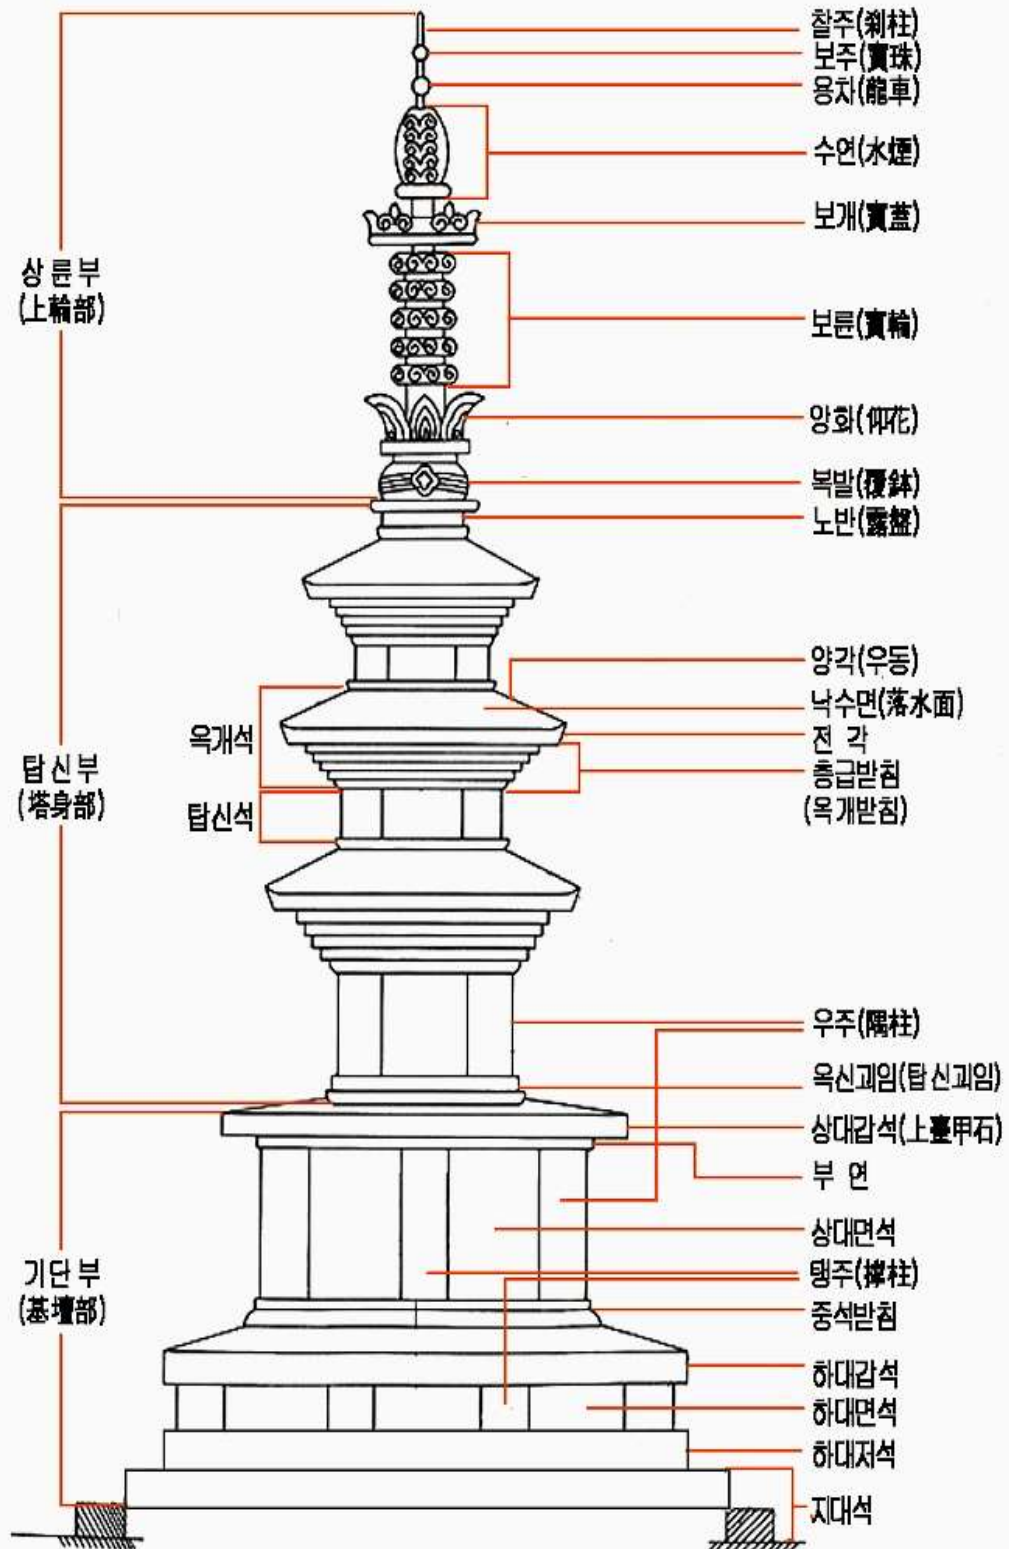 찰주(刹柱)
보주(寶珠)
용차(龍車)
수연(水煙)
보개(寶蓋)
상륜부
(上輪部)
보륜(寶輪)
앙화(仰花)
복발(覆鉢)
노반(露盤)
양각(우동)
낙수면(落水面)
전 각
옥개석
층급받침
(옥개받침)
탑신부
(塔身部)
탑신석
우주(隅柱)
옥신괴임(탑신괴임)
상대갑석(上臺甲石)
부 연
상대면석
기단부
(基壇部)
탱주(撑柱)
중석받침
하대갑석
하대면석
하대저석
지대석